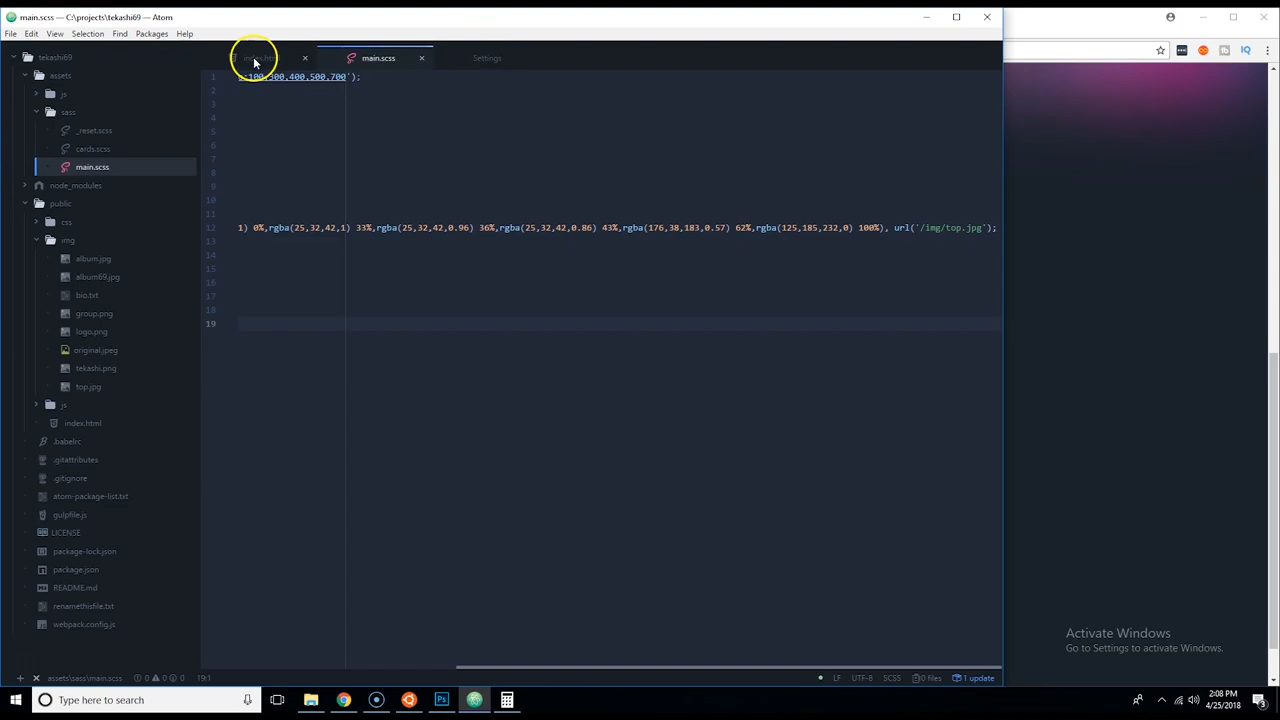 main.scss — C:\projects\tekashi69 — Atom
File Edit View Selection Find Packages Help
tekashi69
assets
js
sass
_reset.scss
cards.scss
main.scss
node_modules
public
css
img
album.jpg
album69.jpg
bio.txt
group.png
logo.png
original.jpeg
tekashi.png
top.jpg
js
index.html
.babelrc
.gitattributes
.gitignore
atom-package-list.txt
gulpfile.js
LICENSE
package-lock.json
package.json
README.md
renamethisfile.txt
webpack.config.js
index.html
main.scss
Settings
1 :100,300,400,500,700');
2
3
4
5
6
7
8
9
10
11
12 1) 0%,rgba(25,32,42,1) 33%,rgba(25,32,42,0.96) 36%,rgba(25,32,42,0.86) 43%,rgba(176,38,183,0.57) 62%,rgba(125,185,232,0) 100%), url('/img/top.jpg');
13
14
15
16
17
18
19
assets\sass\main.scss 0 0 0 19:1
LF UTF-8 SCSS 0 files 1 update
Activate Windows
Go to Settings to activate Windows.
Type here to search
2:08 PM
4/25/2018
3